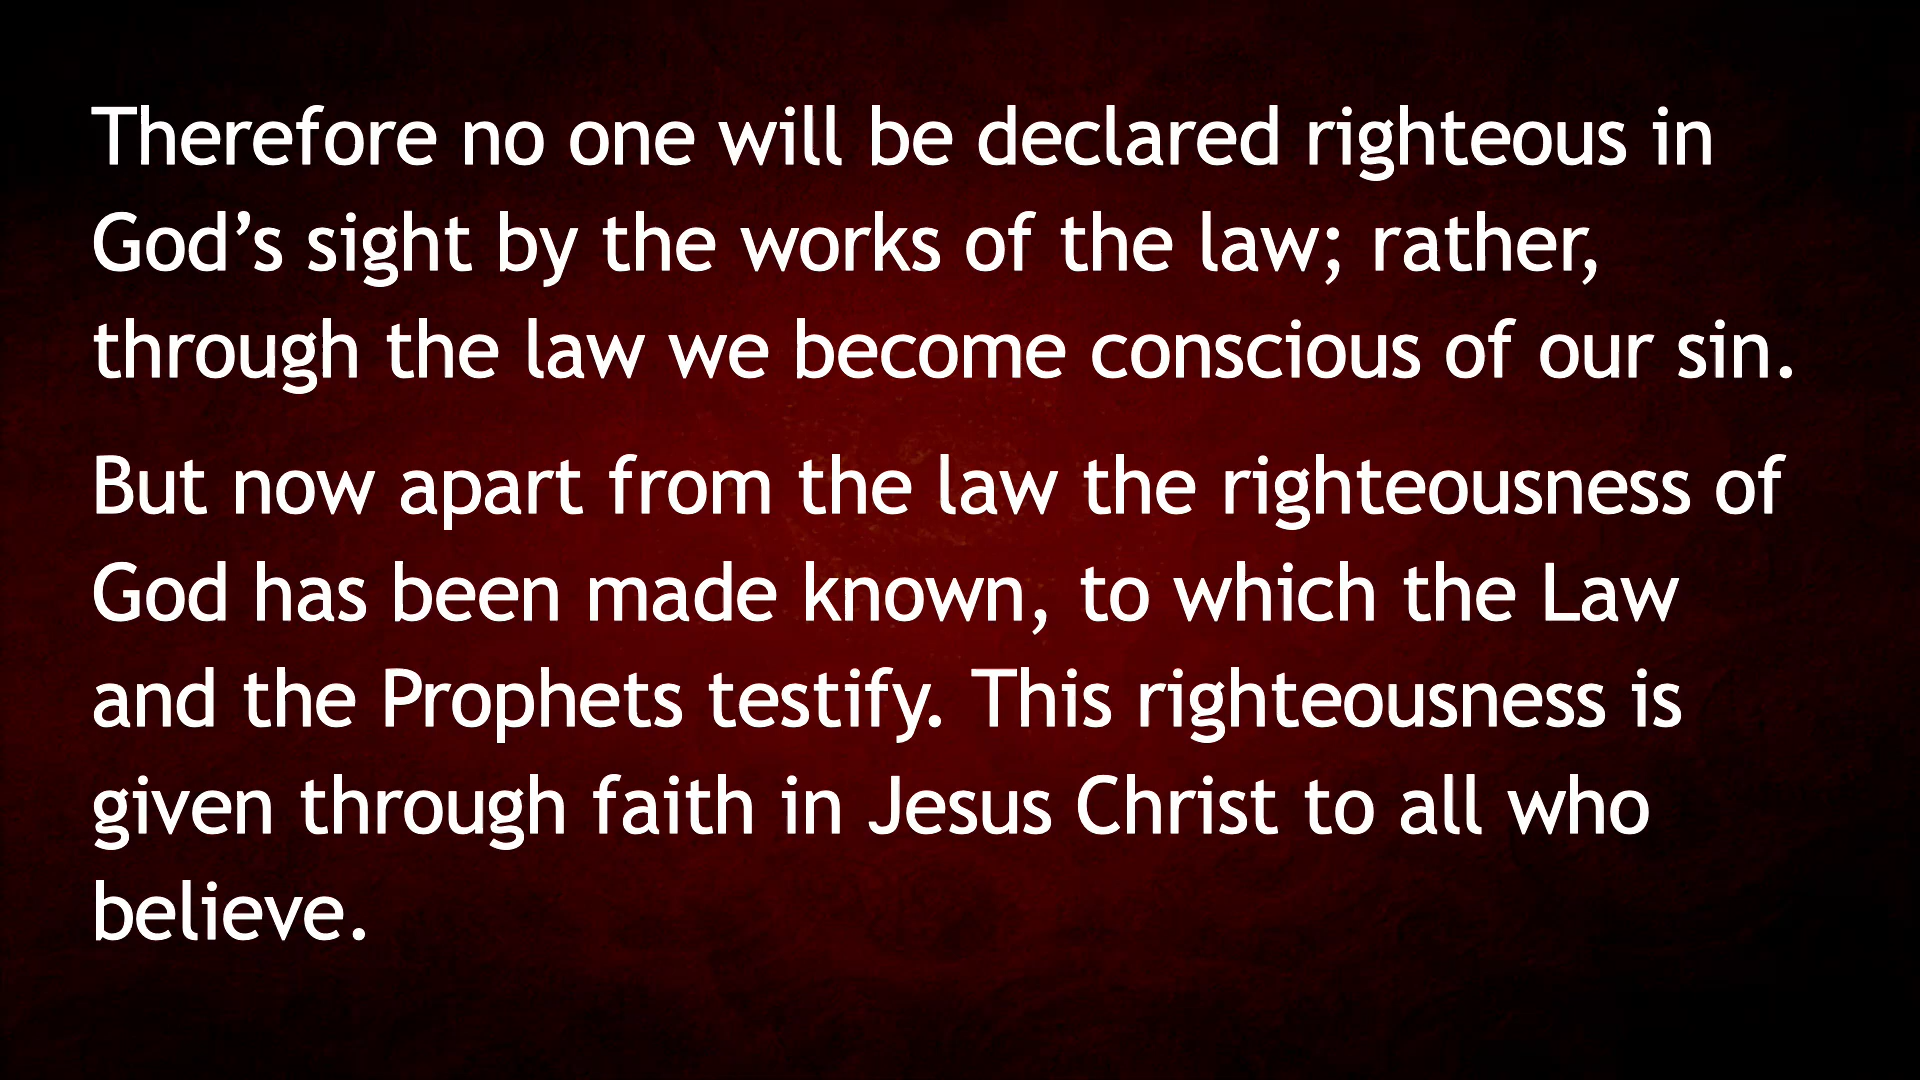 Therefore no one will be declared righteous in
God’s sight by the works of the law; rather,
through the law we become conscious of our sin.
But now apart from the law the righteousness of
God has been made known, to which the Law
and the Prophets testify. This righteousness is
given through faith in Jesus Christ to all who
believe.